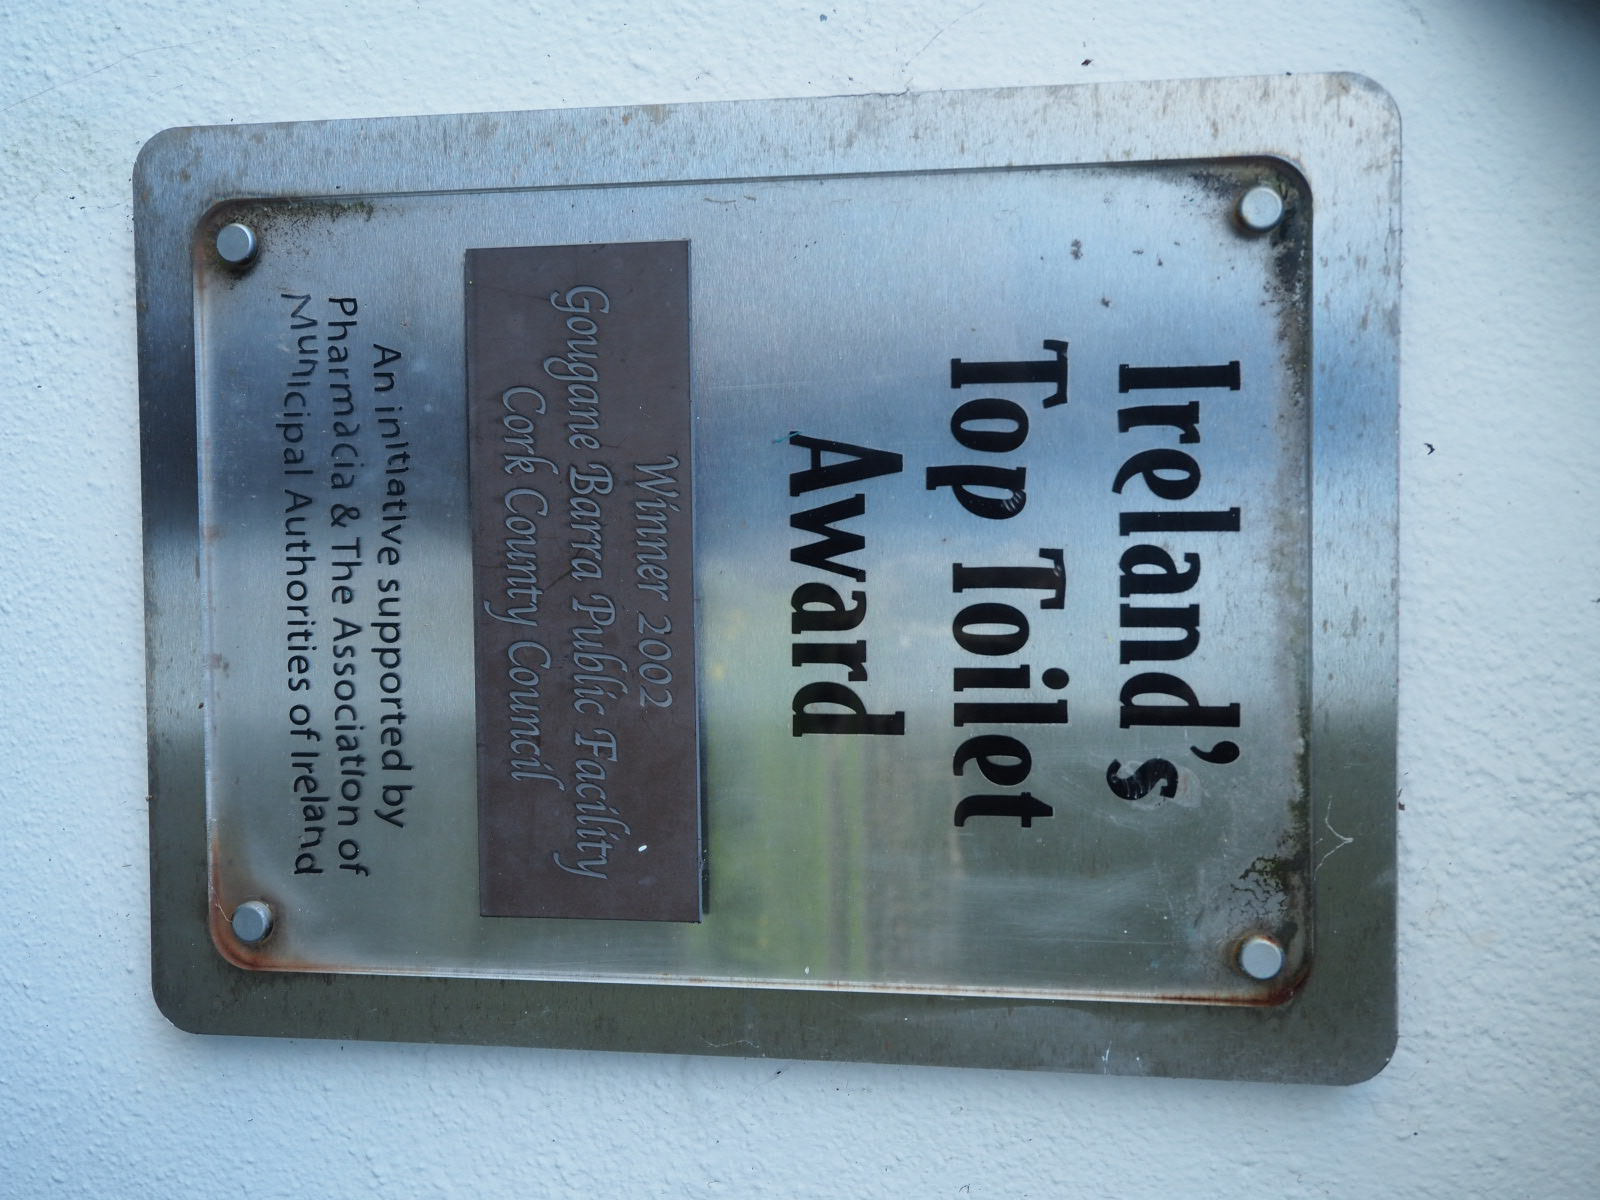 Ireland's
Top Toilet
Award
Winner 2002
Gougane Barra Public Facility
Cork County Council
An initiative supported by
Pharmacia & The Association of
Municipal Authorities of Ireland